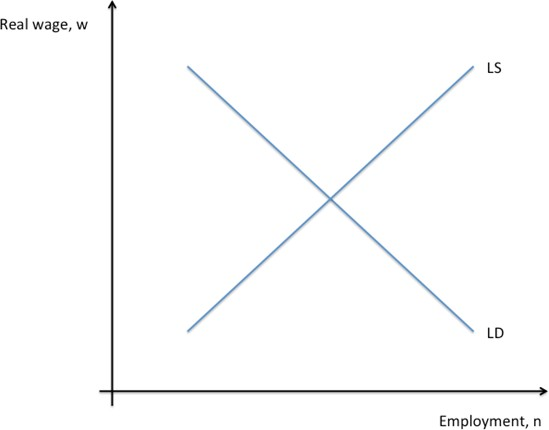 Real wage, w
LS
LD
Employment, n